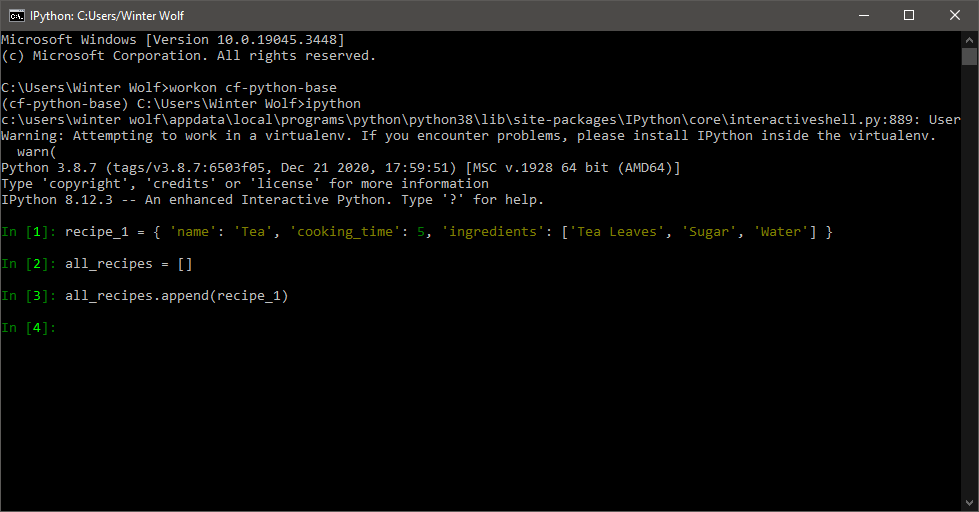 IPython: C:Users/Winter Wolf
Microsoft Windows [Version 10.0.19045.3448]
(c) Microsoft Corporation. All rights reserved.
C:\Users\Winter Wolf>workon cf-python-base
(cf-python-base) C:\Users\Winter Wolf>ipython
c:\users\winter wolf\appdata\local\programs\python\python38\lib\site-packages\IPython\core\interactiveshell.py:889: User
Warning: Attempting to work in a virtualenv. If you encounter problems, please install IPython inside the virtualenv.
  warn(
Python 3.8.7 (tags/v3.8.7:6503f05, Dec 21 2020, 17:59:51) [MSC v.1928 64 bit (AMD64)]
Type 'copyright', 'credits' or 'license' for more information
IPython 8.12.3 -- An enhanced Interactive Python. Type '?' for help.
In [1]: recipe_1 = { 'name': 'Tea', 'cooking_time': 5, 'ingredients': ['Tea Leaves', 'Sugar', 'Water'] }
In [2]: all_recipes = []
In [3]: all_recipes.append(recipe_1)
In [4]: